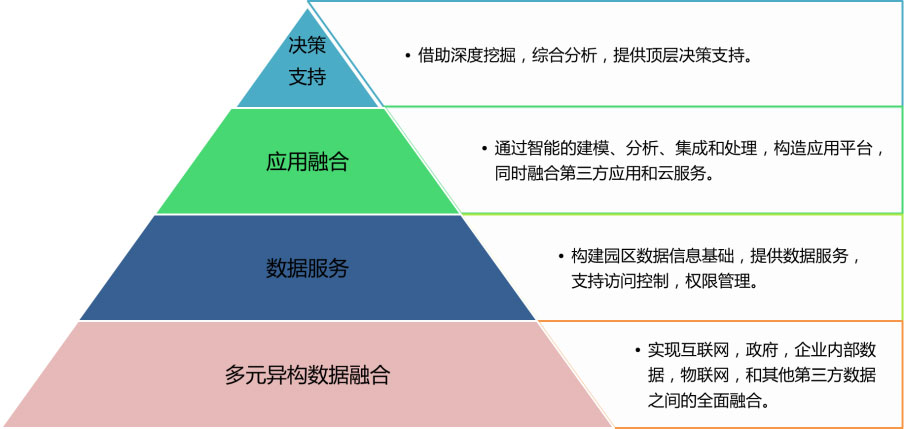 决策
支持
• 借助深度挖掘，综合分析，提供顶层决策支持。
应用融合
• 通过智能的建模、分析、集成和处理，构造应用平台，
同时融合第三方应用和云服务。
数据服务
• 构建园区数据信息基础，提供数据服务，
支持访问控制，权限管理。
多元异构数据融合
• 实现互联网，政府，企业内部数
据，物联网，和其他第三方数据
之间的全面融合。